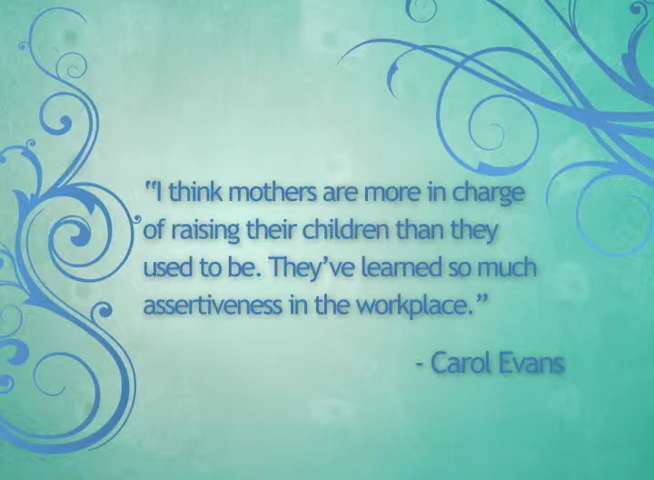 “I think mothers are more in charge
of raising their children than they
used to be. They’ve learned so much
assertiveness in the workplace.”
- Carol Evans